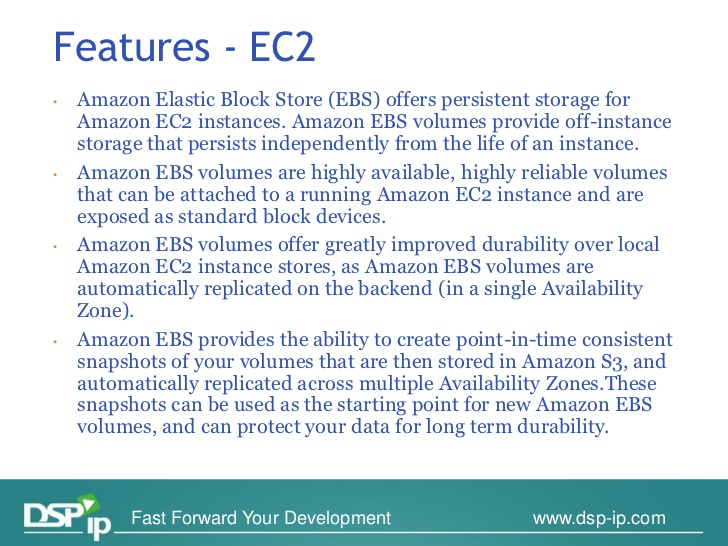 Features - EC2
• Amazon Elastic Block Store (EBS) offers persistent storage for
Amazon EC2 instances. Amazon EBS volumes provide off-instance
storage that persists independently from the life of an instance.
• Amazon EBS volumes are highly available, highly reliable volumes
that can be attached to a running Amazon EC2 instance and are
exposed as standard block devices.
• Amazon EBS volumes offer greatly improved durability over local
Amazon EC2 instance stores, as Amazon EBS volumes are
automatically replicated on the backend (in a single Availability
Zone).
• Amazon EBS provides the ability to create point-in-time consistent
snapshots of your volumes that are then stored in Amazon S3, and
automatically replicated across multiple Availability Zones.These
snapshots can be used as the starting point for new Amazon EBS
volumes, and can protect your data for long term durability.
DSP ip Fast Forward Your Development www.dsp-ip.com